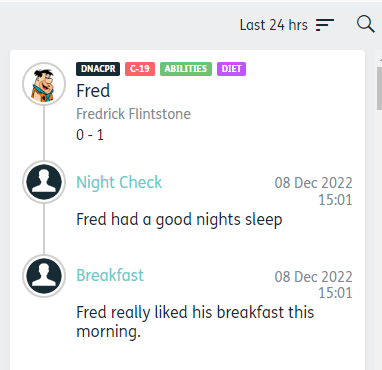 Last 24 hrs
DNACPR C-19 ABILITIES DIET
Fred
Fredrick Flintstone
0 - 1
Night Check 08 Dec 2022
15:01
Fred had a good nights sleep
Breakfast 08 Dec 2022
15:01
Fred really liked his breakfast this
morning.